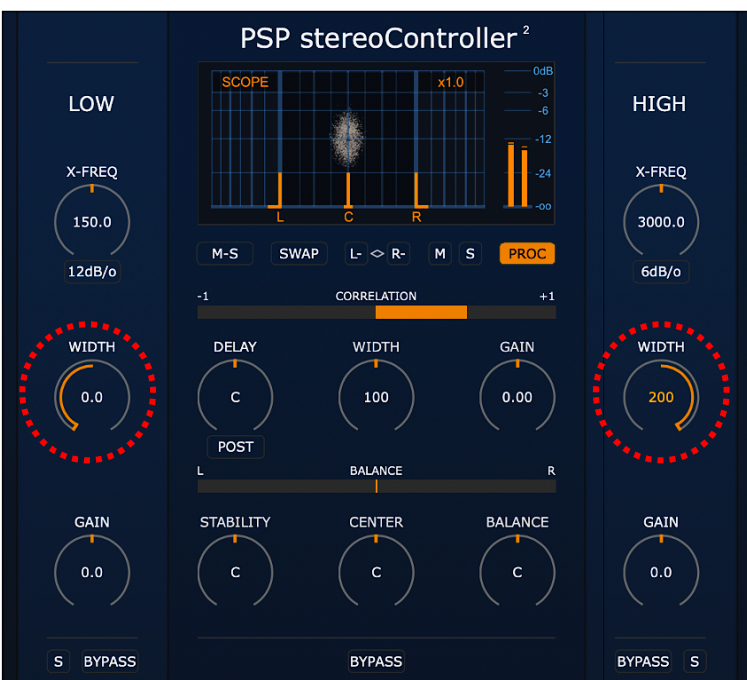 PSP stereoController 2
LOW
X-FREQ
150.0
12dB/o
WIDTH
0.0
GAIN
0.0
S BYPASS
SCOPE x1.0
0dB
-3
-6
-12
-24
-oo
L C R
M-S SWAP L- <> R- M S PROC
-1 CORRELATION +1
DELAY WIDTH GAIN
C 100 0.00
POST
L BALANCE R
STABILITY CENTER BALANCE
C C C
BYPASS
HIGH
X-FREQ
3000.0
6dB/o
WIDTH
200
GAIN
0.0
BYPASS S